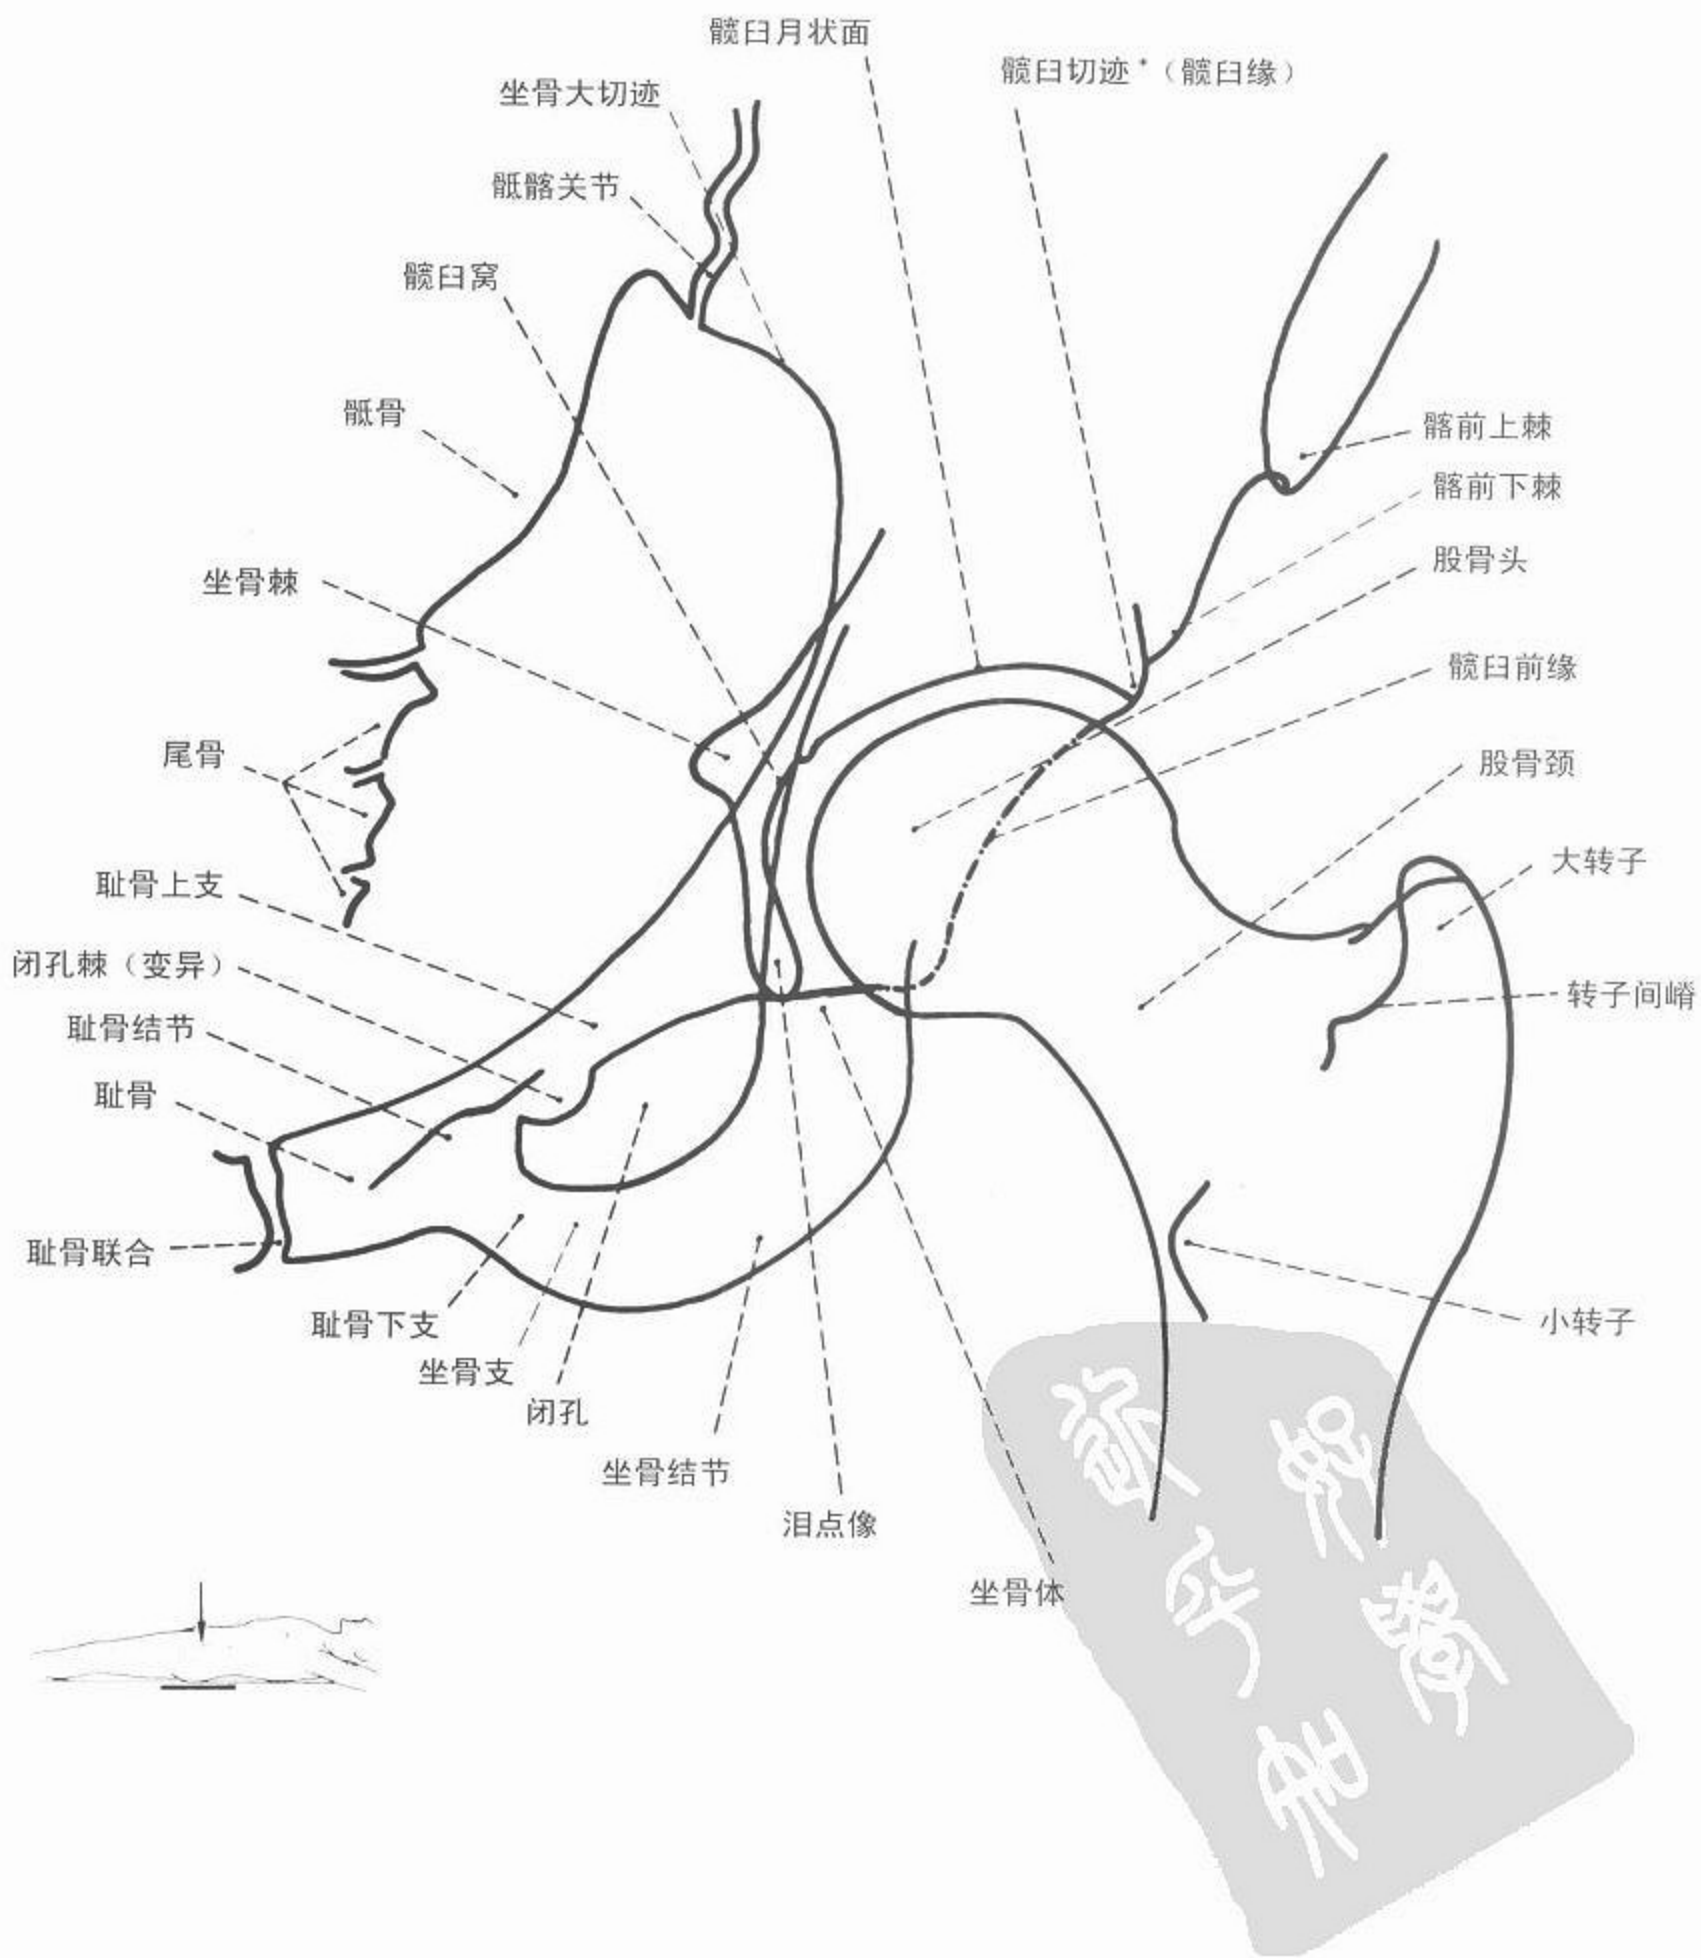 髋臼月状面
髋臼切迹*（髋臼缘）
坐骨大切迹
骶髂关节
髋臼窝
骶骨
髂前上棘
髂前下棘
股骨头
坐骨棘
髋臼前缘
尾骨
股骨颈
大转子
耻骨上支
闭孔棘（变异）
转子间嵴
耻骨结节
耻骨
耻骨联合
耻骨下支
小转子
坐骨支
闭孔
坐骨结节
泪点像
坐骨体